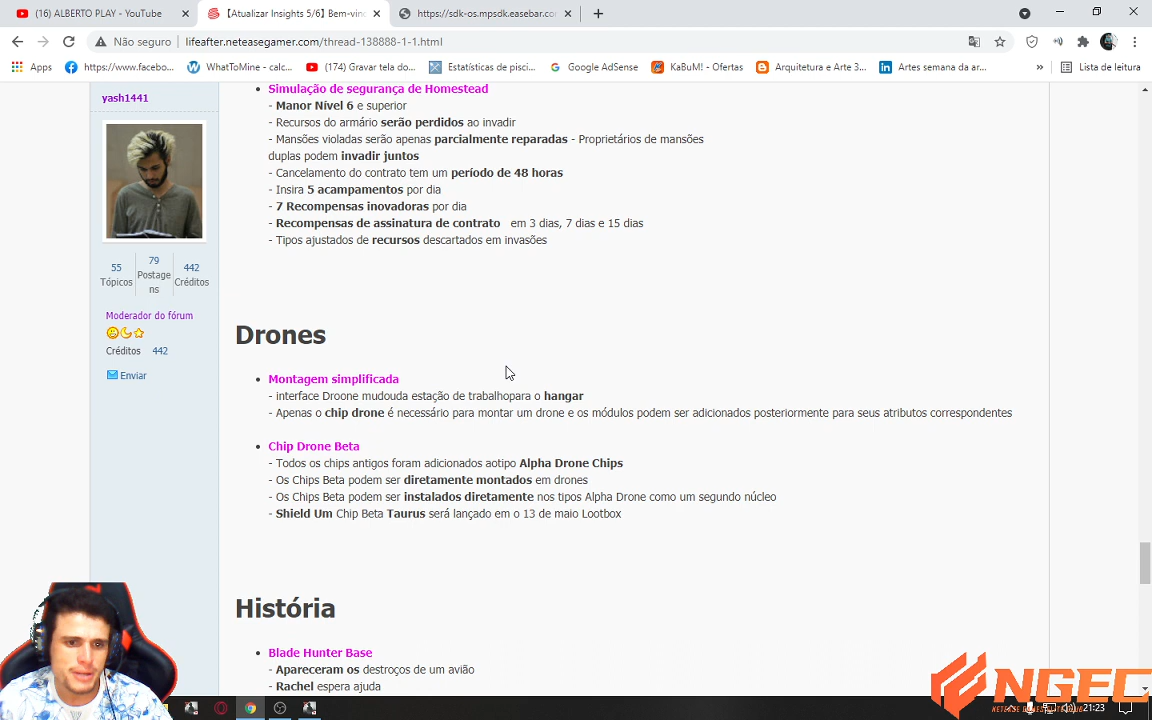 (16) ALBERTO PLAY - YouTube
【Atualizar Insights 5/6】Bem-vin
https://sdk-os.mpsdk.easebar.co
Não seguro | lifeafter.neteasegamer.com/thread-138888-1-1.html
Apps
https://www.facebo...
WhatToMine - calc...
(174) Gravar tela do...
Estatísticas de pisci...
Google AdSense
KaBuM! - Ofertas
Arquitetura e Arte 3...
Artes semana da ar...
»
Lista de leitura
yash1441
55
Tópicos
79
Postage
ns
442
Créditos
Moderador do fórum
Créditos 442
Enviar
Simulação de segurança de Homestead
- Manor Nível 6 e superior
- Recursos do armário serão perdidos ao invadir
- Mansões violadas serão apenas parcialmente reparadas - Proprietários de mansões
duplas podem invadir juntos
- Cancelamento do contrato tem um período de 48 horas
- Insira 5 acampamentos por dia
- 7 Recompensas inovadoras por dia
- Recompensas de assinatura de contrato em 3 dias, 7 dias e 15 dias
- Tipos ajustados de recursos descartados em invasões
Drones
• Montagem simplificada
- interface Droone mudouda estação de trabalhopara o hangar
- Apenas o chip drone é necessário para montar um drone e os módulos podem ser adicionados posteriormente para seus atributos correspondentes
• Chip Drone Beta
- Todos os chips antigos foram adicionados aotipo Alpha Drone Chips
- Os Chips Beta podem ser diretamente montados em drones
- Os Chips Beta podem ser instalados diretamente nos tipos Alpha Drone como um segundo núcleo
- Shield Um Chip Beta Taurus será lançado em o 13 de maio Lootbox
História
• Blade Hunter Base
- Apareceram os destroços de um avião
- Rachel espera ajuda
NGEC
21:23